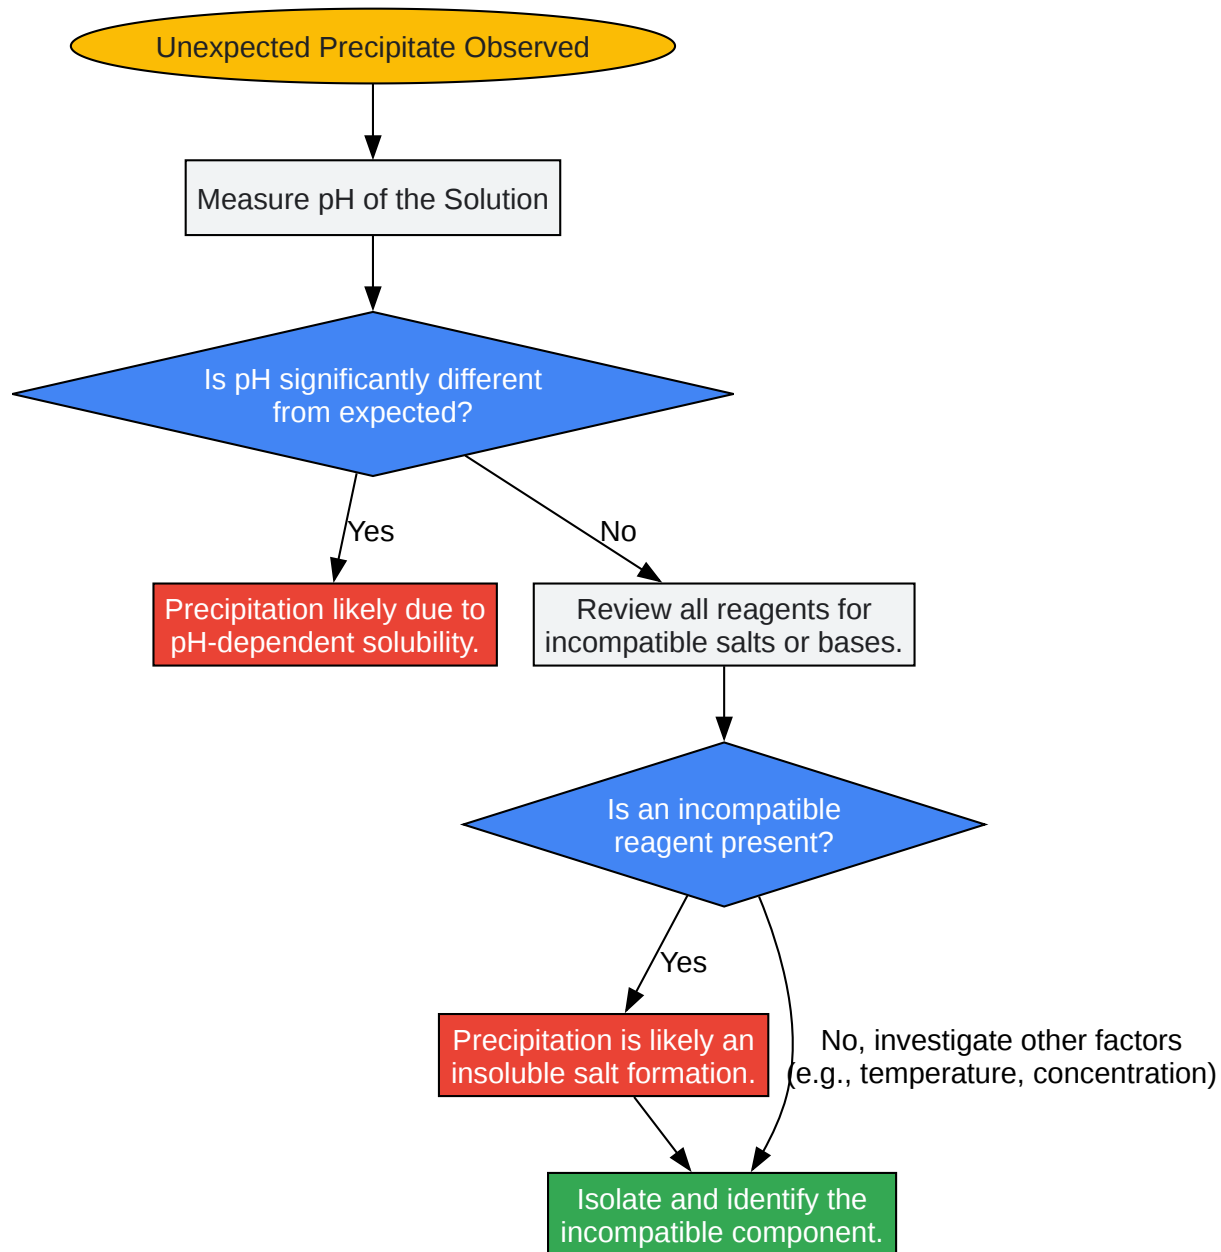 Unexpected Precipitate Observed
Measure pH of the Solution
Is pH significantly different
from expected?
Yes
No
Precipitation likely due to
pH-dependent solubility.
Review all reagents for
incompatible salts or bases.
Is an incompatible
reagent present?
Yes
Precipitation is likely an
insoluble salt formation.
No, investigate other factors
(e.g., temperature, concentration)
Isolate and identify the
incompatible component.